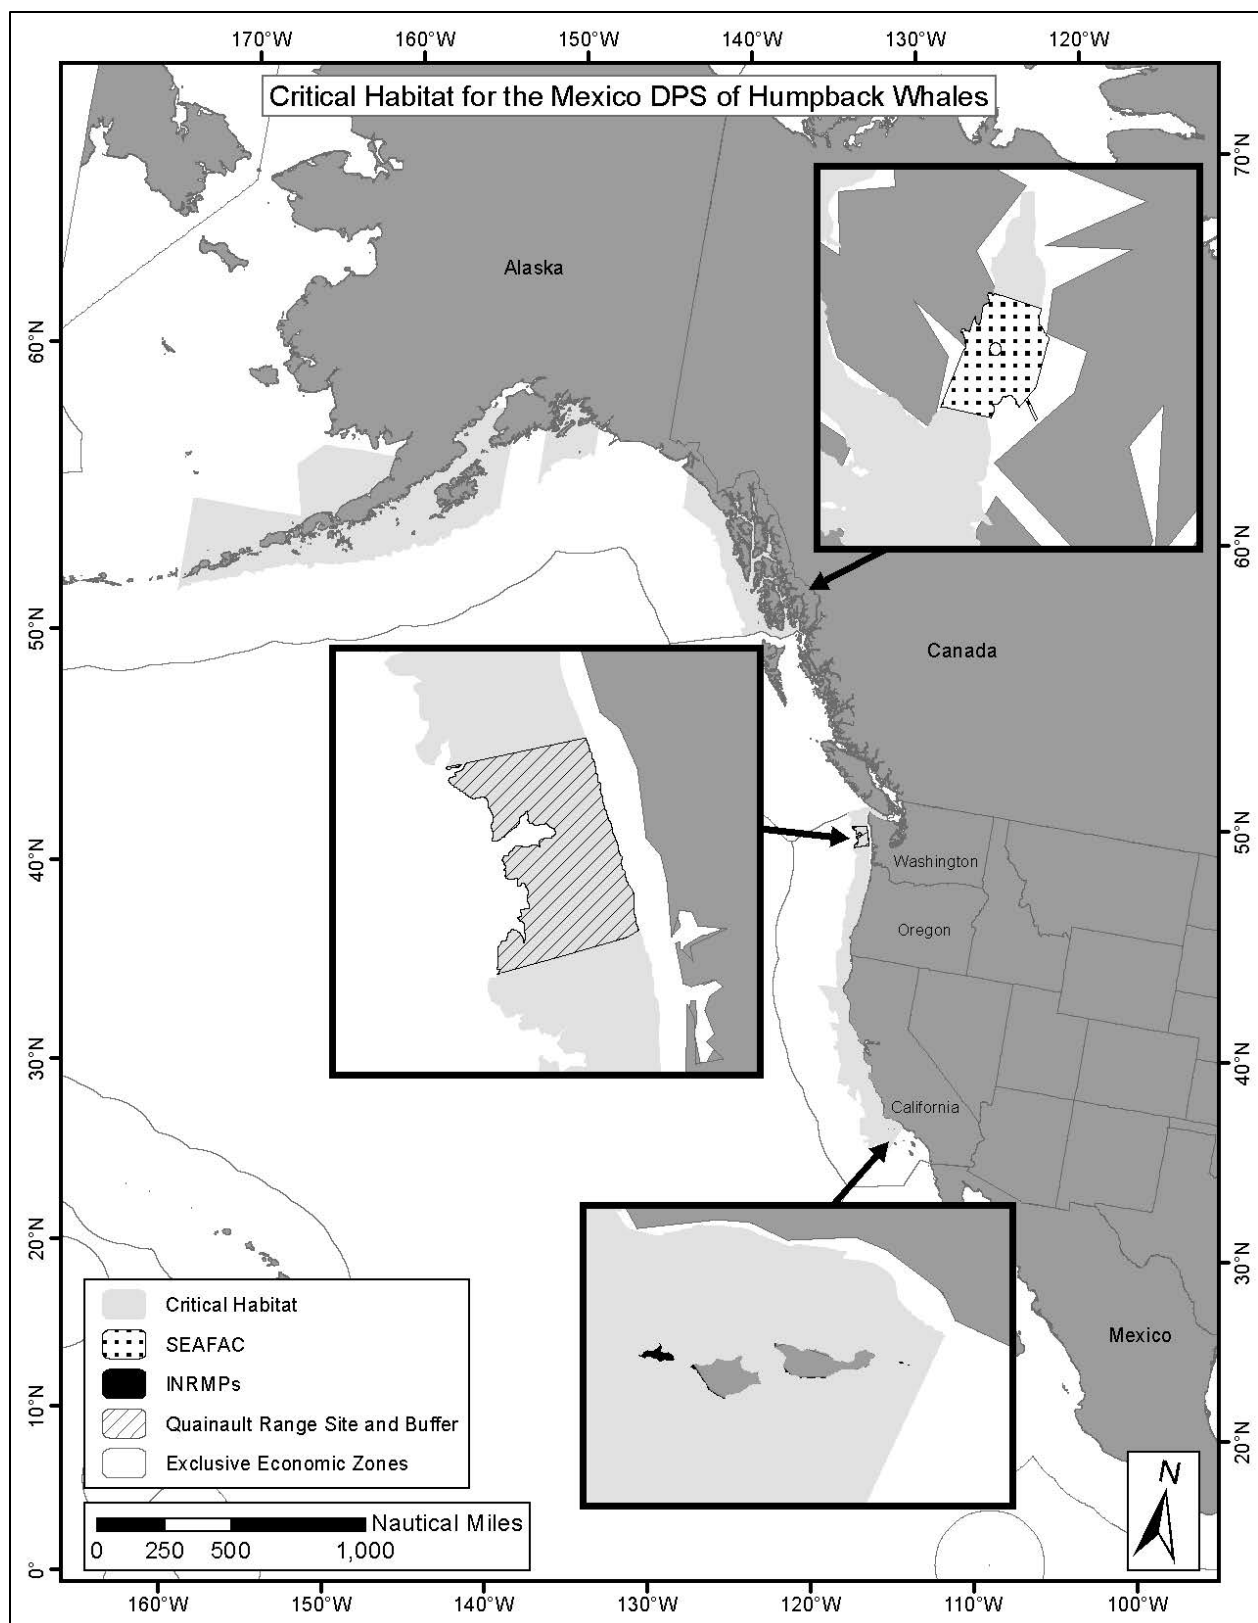 170°W 160°W 150°W 140°W 130°W 120°W
Critical Habitat for the Mexico DPS of Humpback Whales
70°N
Alaska
60°N
60°N
50°N
Canada
50°N
40°N
Washington
Oregon
30°N
40°N
California
20°N
30°N
Critical Habitat
SEAFAC
Mexico
INRMPs
10°N
Quainault Range Site and Buffer
20°N
Exclusive Economic Zones
N
Nautical Miles
0 250 500 1,000
0°
160°W 150°W 140°W 130°W 120°W 110°W 100°W